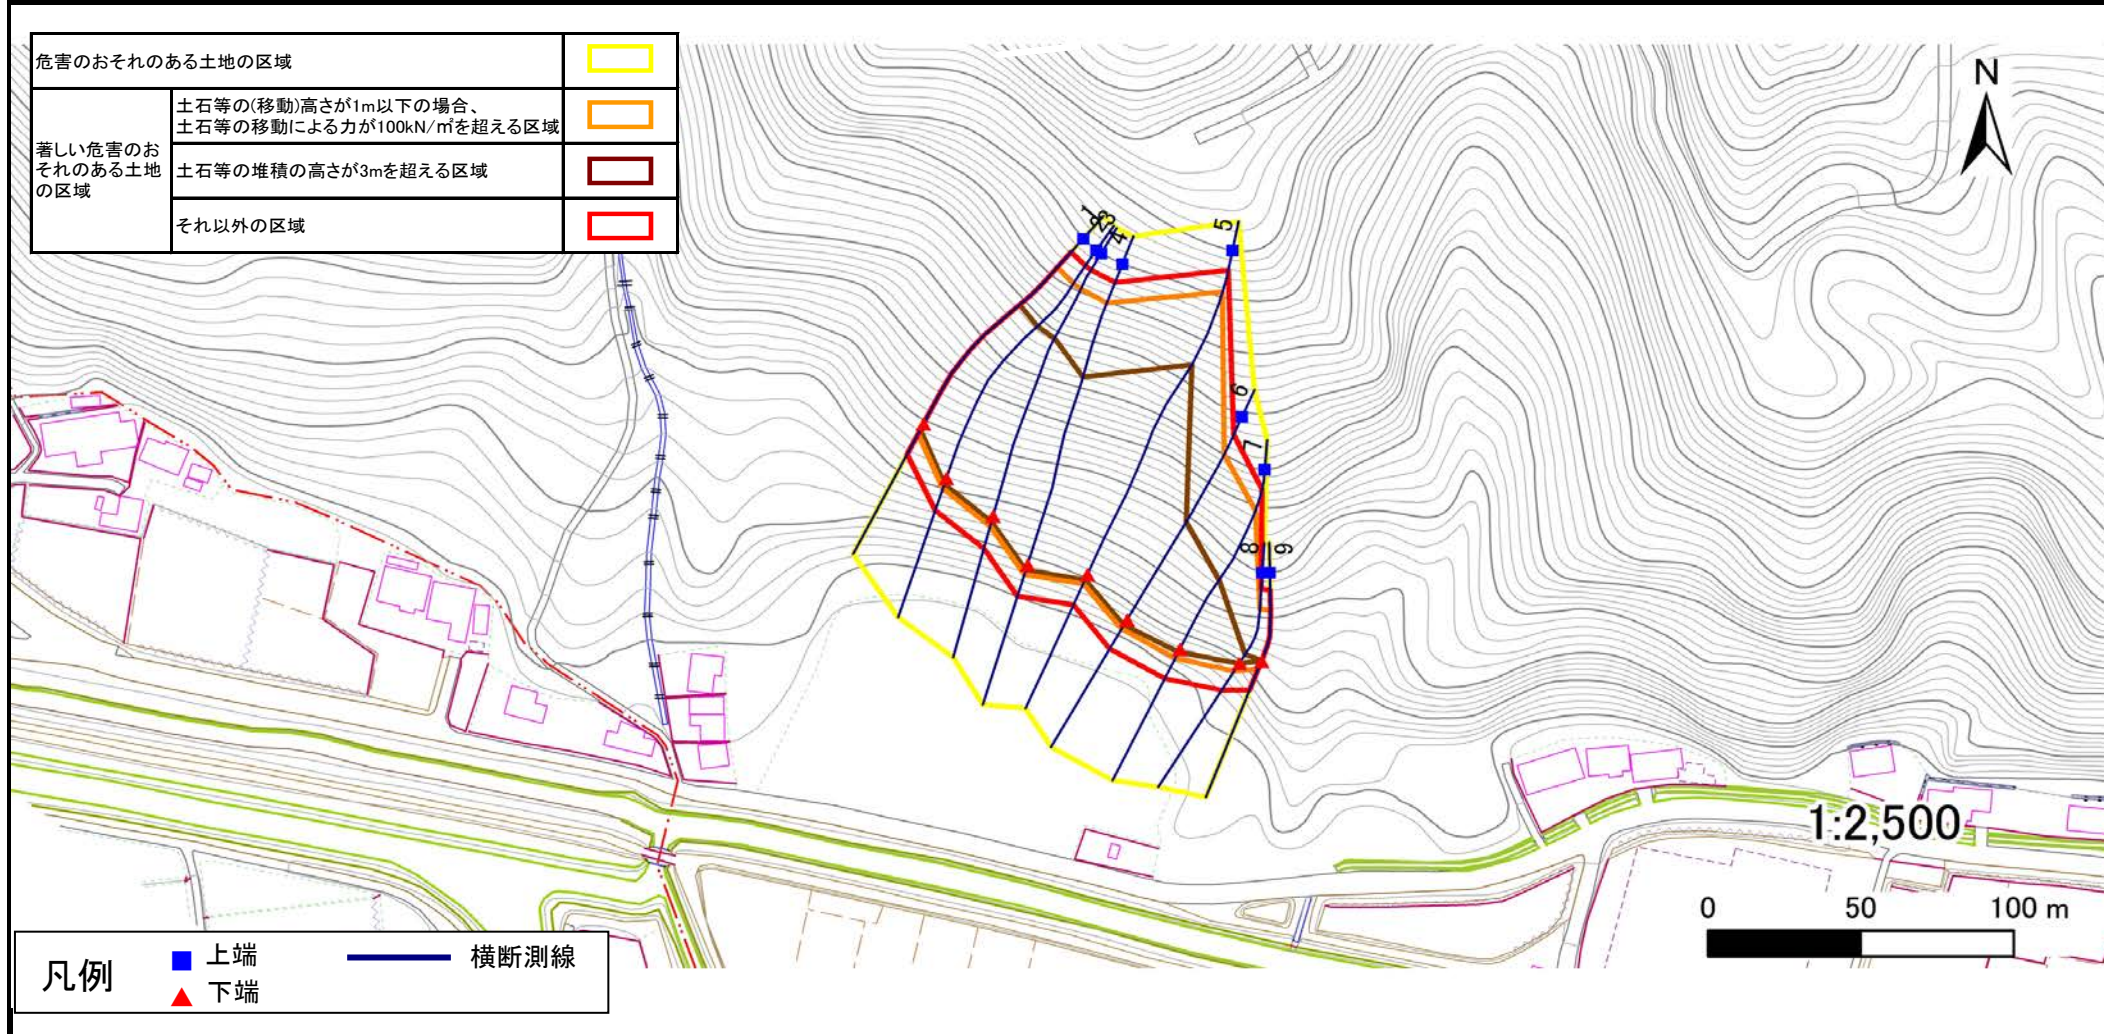 危害のおそれのある土地の区域
著しい危害のお
それのある土地
の区域
土石等の(移動)高さが1m以下の場合、
土石等の移動による力が100kN/㎡を超える区域
土石等の堆積の高さが3mを超える区域
それ以外の区域
N
1
2
3
4
5
6
7
8
9
1:2,500
0 50 100 m
凡例
上端
横断測線
下端